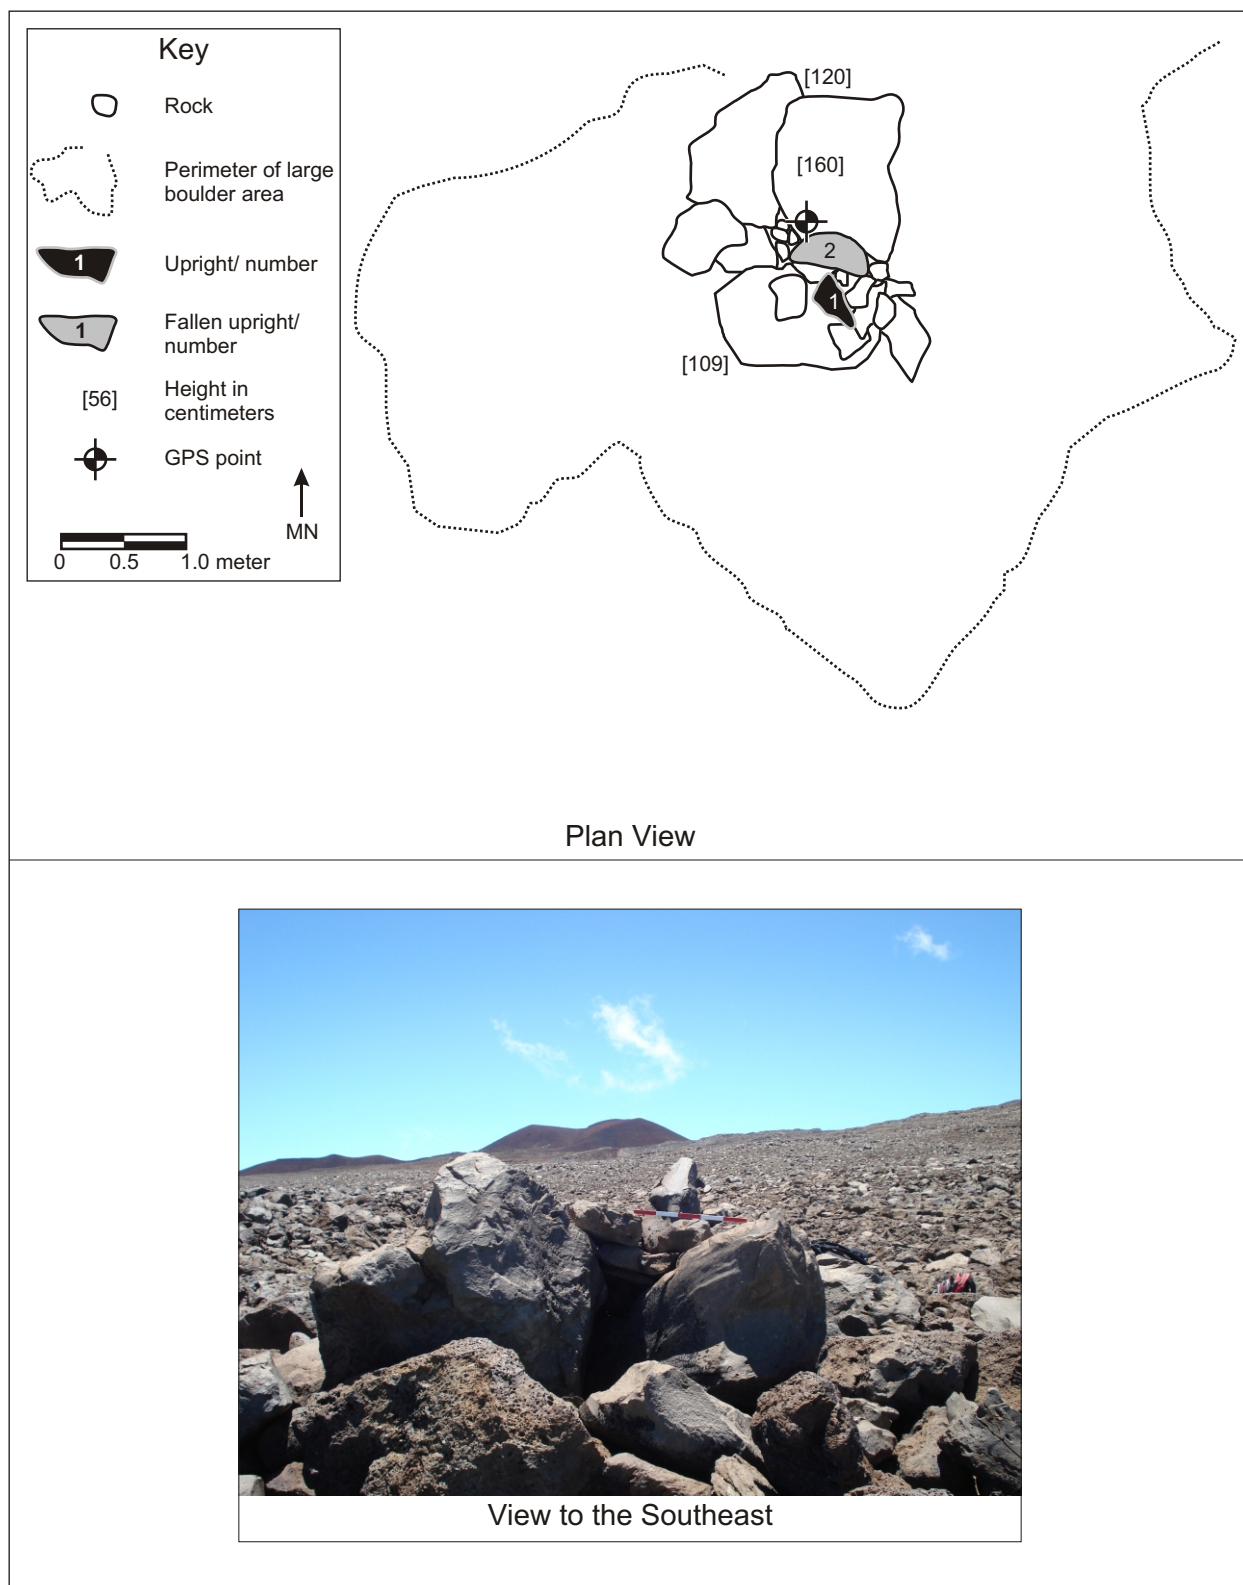 Key
Rock
Perimeter of large
boulder area
1
Upright/ number
1
Fallen upright/
number
[56]
Height in
centimeters
GPS point
MN
0 0.5 1.0 meter
[120]
[160]
2
1
[109]
Plan View
View to the Southeast